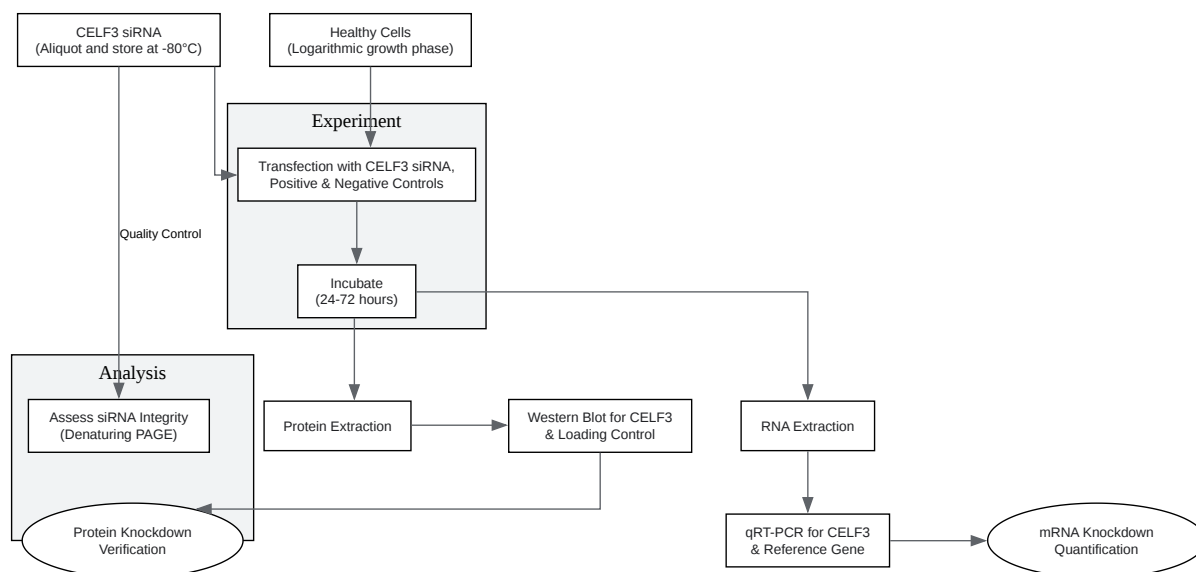 CELF3 siRNA
(Aliquot and store at -80°C)
Healthy Cells
(Logarithmic growth phase)
Experiment
Transfection with CELF3 siRNA,
Positive & Negative Controls
Quality Control
Incubate
(24-72 hours)
Analysis
Assess siRNA Integrity
(Denaturing PAGE)
Protein Extraction
Western Blot for CELF3
& Loading Control
RNA Extraction
Protein Knockdown
Verification
qRT-PCR for CELF3
& Reference Gene
mRNA Knockdown
Quantification